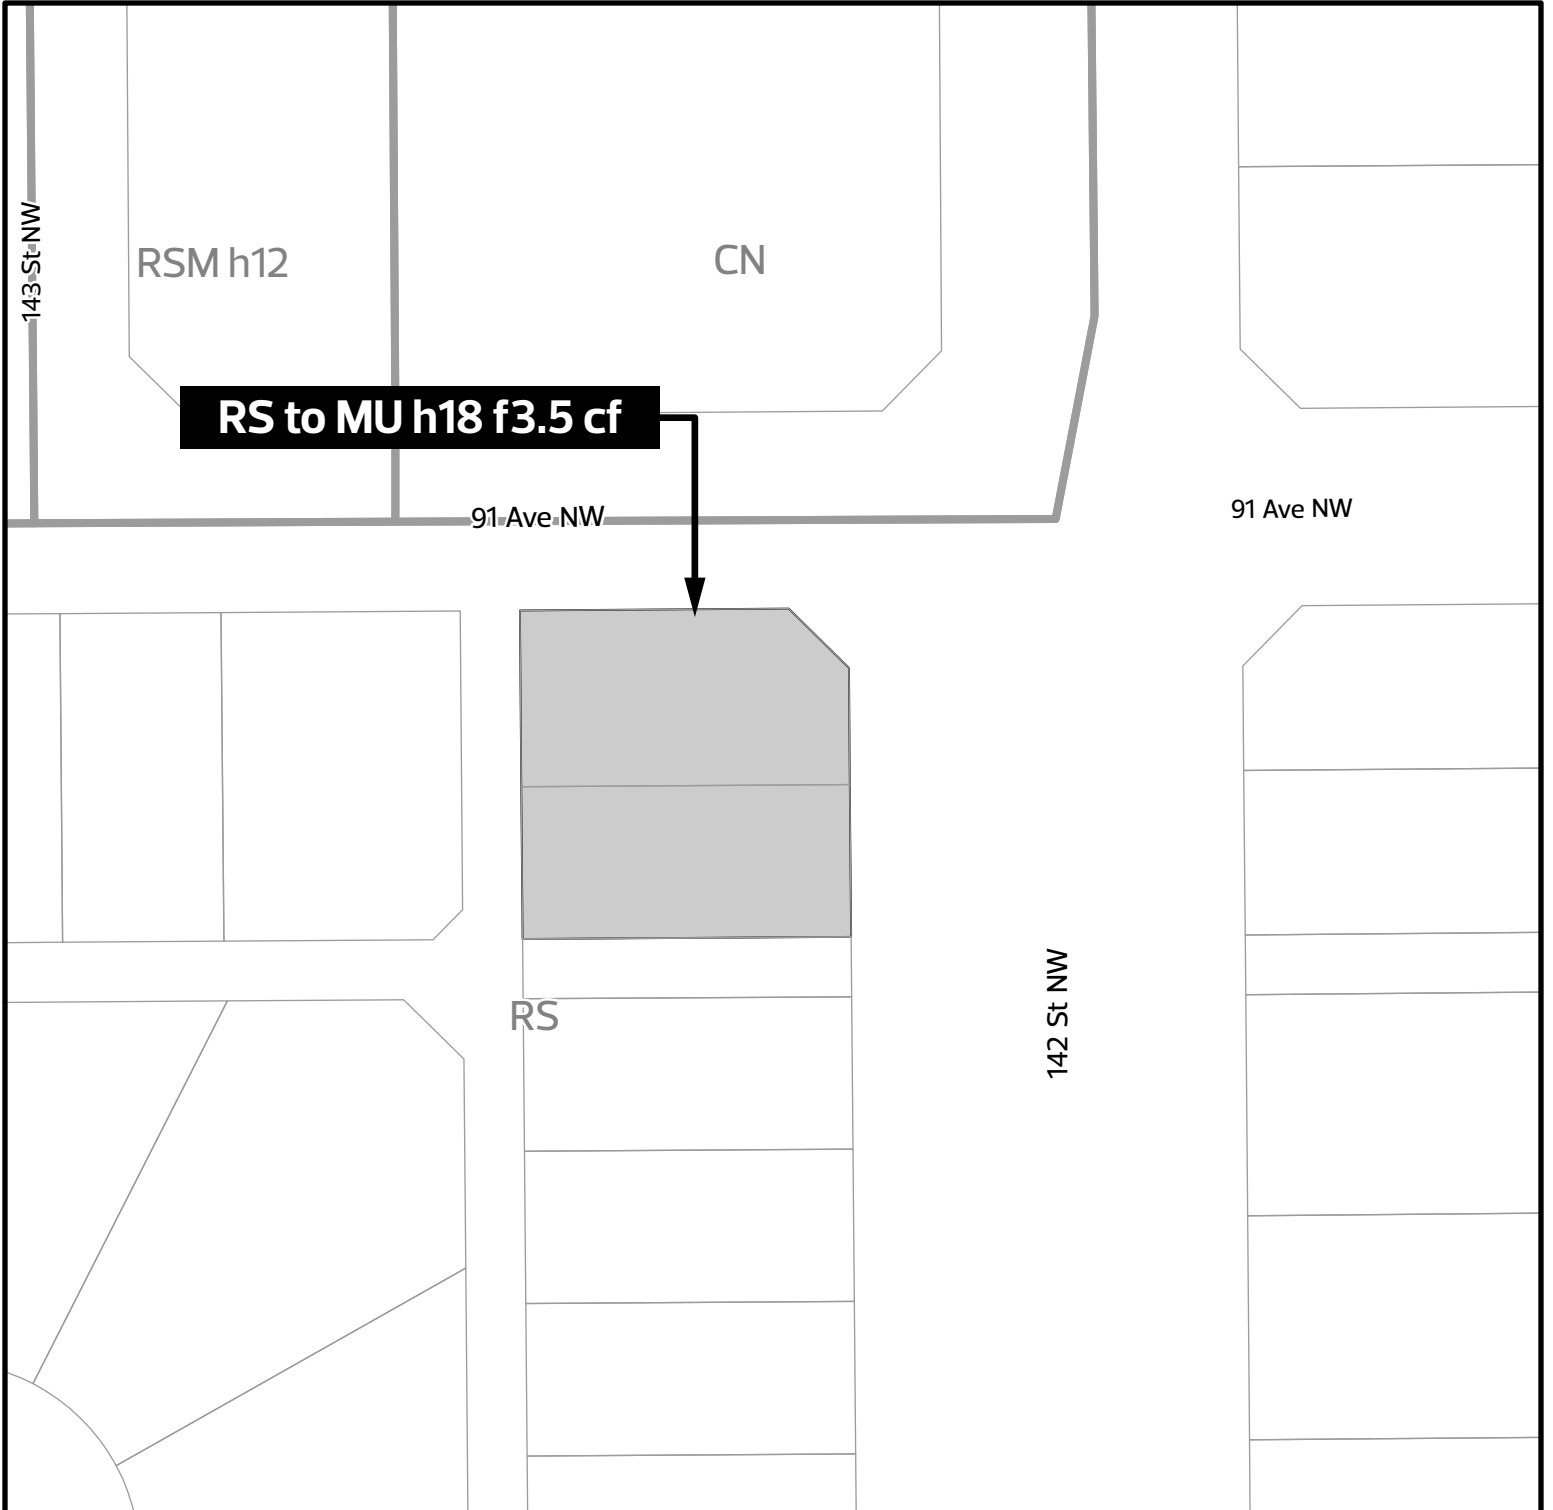 143 St NW
RSM h12
CN
RS to MU h18 f3.5 cf
91 Ave NW
91 Ave NW
RS
142 St NW